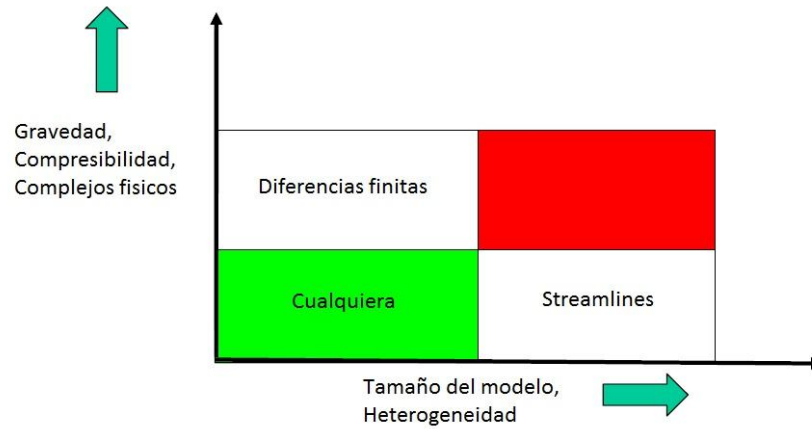 Gravedad,
Compresibilidad,
Complejos fisicos
Diferencias finitas
Cualquiera
Streamlines
Tamaño del modelo,
Heterogeneidad